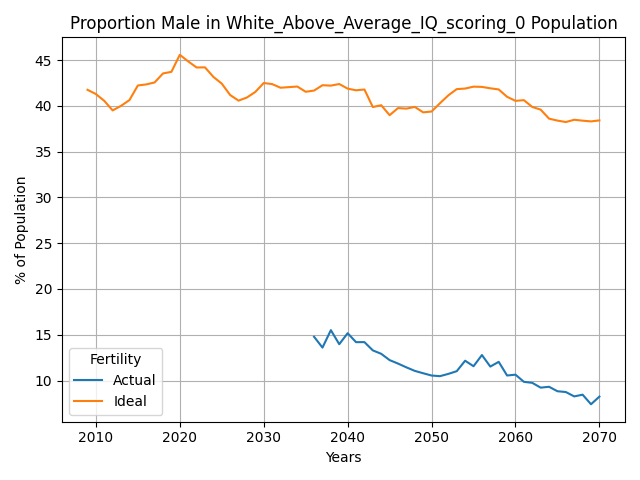 Proportion Male in White_Above_Average_IQ_scoring_0 Population
% of Population
45
40
35
30
25
20
15
10
Fertility
Actual
Ideal
2010 2020 2030 2040 2050 2060 2070
Years